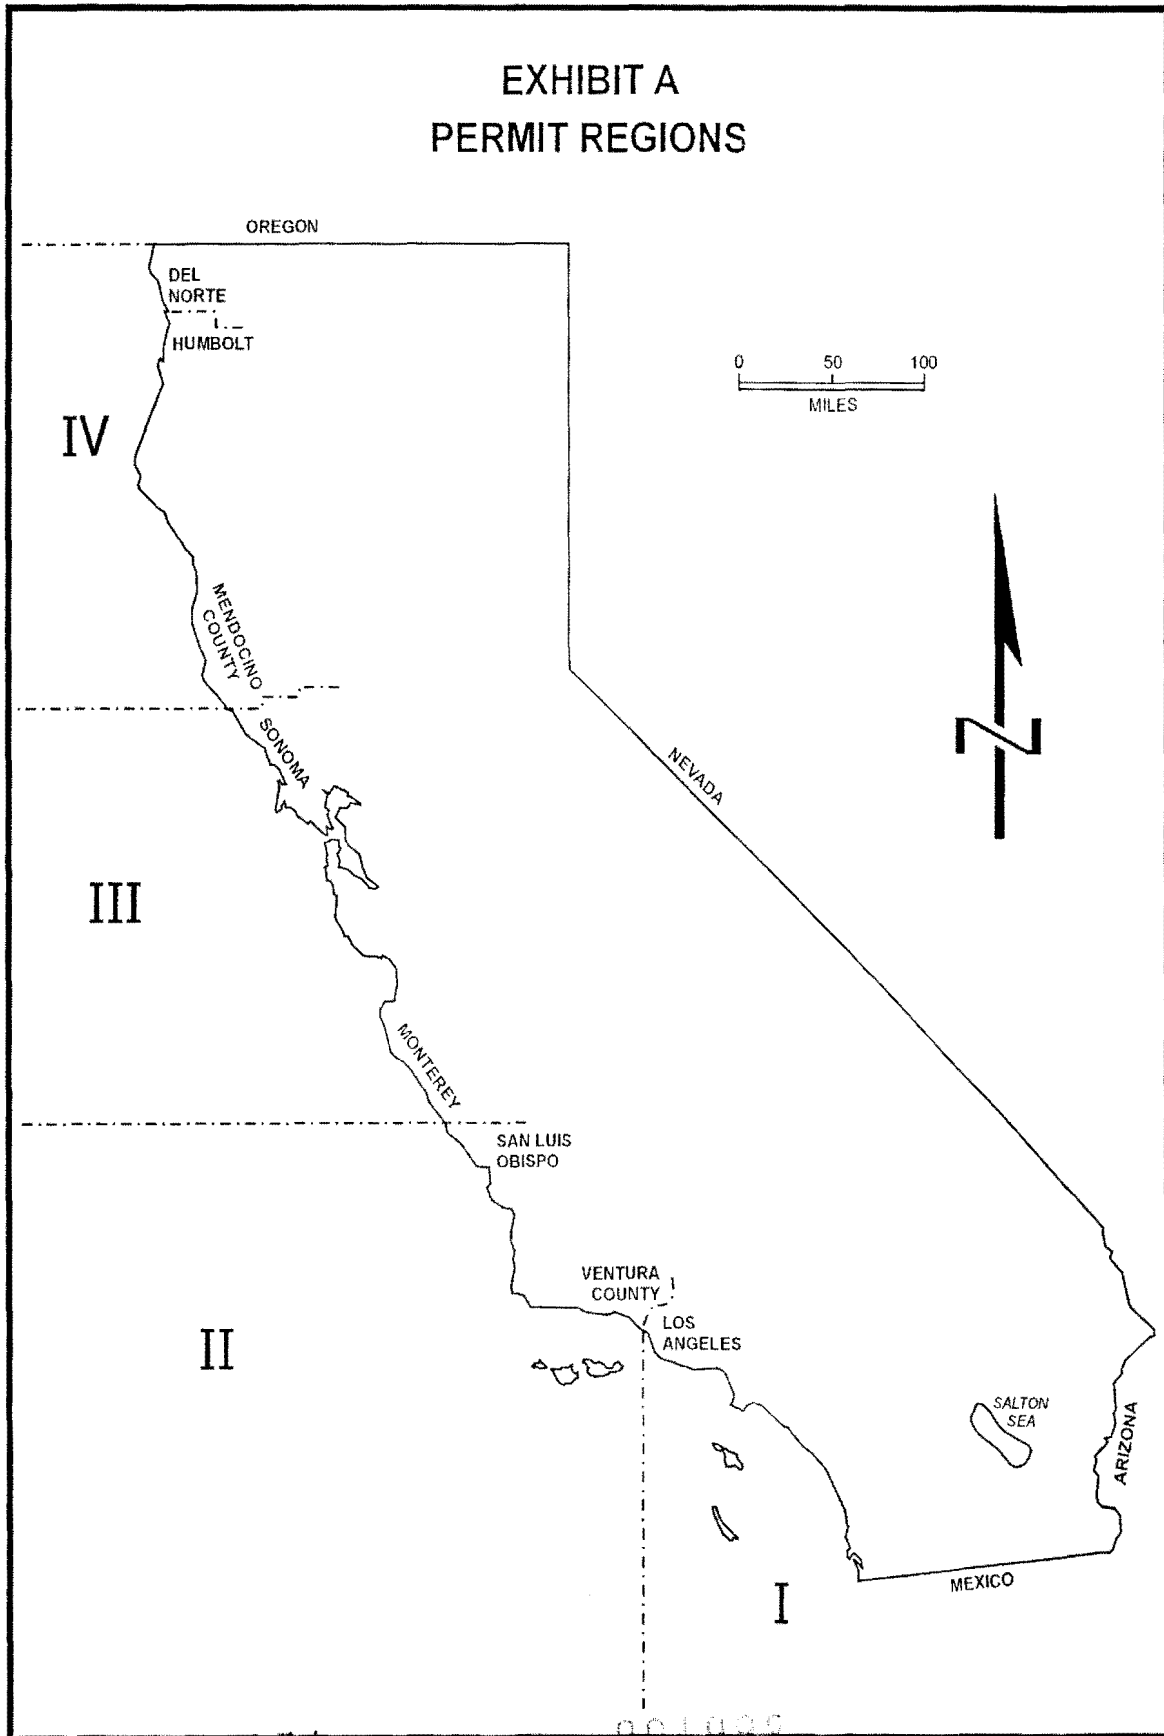 EXHIBIT A
PERMIT REGIONS
OREGON
DEL
NORTE
HUMBOLT
0 50 100
MILES
IV
MENDOCINO
COUNTY
SONOMA
NEVADA
N
III
MONTEREY
SAN LUIS
OBISPO
VENTURA
COUNTY
LOS
ANGELES
II
SALTON
SEA
ARIZONA
MEXICO
I